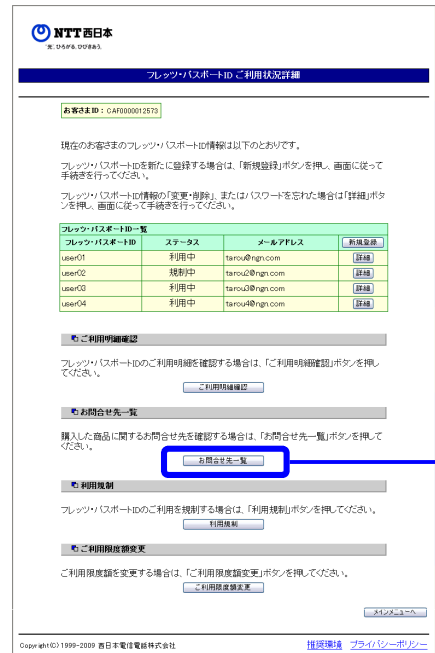 NTT西日本
光、ひろがる。ひびきあう。
フレッツ・パスポートID ご利用状況詳細
お客さまID：CAF0000012573
現在のお客さまのフレッツ・パスポートID情報は以下のとおりです。
フレッツ・パスポートIDを新たに登録する場合は、「新規登録」ボタンを押し、画面に従って
手続きを行ってください。
フレッツ・パスポートID情報の「変更・削除」、またはパスワードを忘れた場合は「詳細」ボタ
ンを押し、画面に従って手続きを行ってください。
フレッツ・パスポートID一覧
フレッツ・パスポートID ステータス メールアドレス 新規登録
user01 利用中 tarou@ngn.com 詳細
user02 規制中 tarou2@ngn.com 詳細
user03 利用中 tarou3@ngn.com 詳細
user04 利用中 tarou4@ngn.com 詳細
ご利用明細確認
フレッツ・パスポートIDのご利用明細を確認する場合は、「ご利用明細確認」ボタンを押し
てください。
ご利用明細確認
お問合せ先一覧
購入した商品に関するお問合せ先を確認する場合は、「お問合せ先一覧」ボタンを押して
ください。
お問合せ先一覧
利用規制
フレッツ・パスポートIDのご利用を規制する場合は、「利用規制」ボタンを押してください。
利用規制
ご利用限度額変更
ご利用限度額を変更する場合は、「ご利用限度額変更」ボタンを押してください。
ご利用限度額変更
メインメニューへ
Copyright(C) 1999-2009 西日本電信電話株式会社
推奨環境 プライバシーポリシー